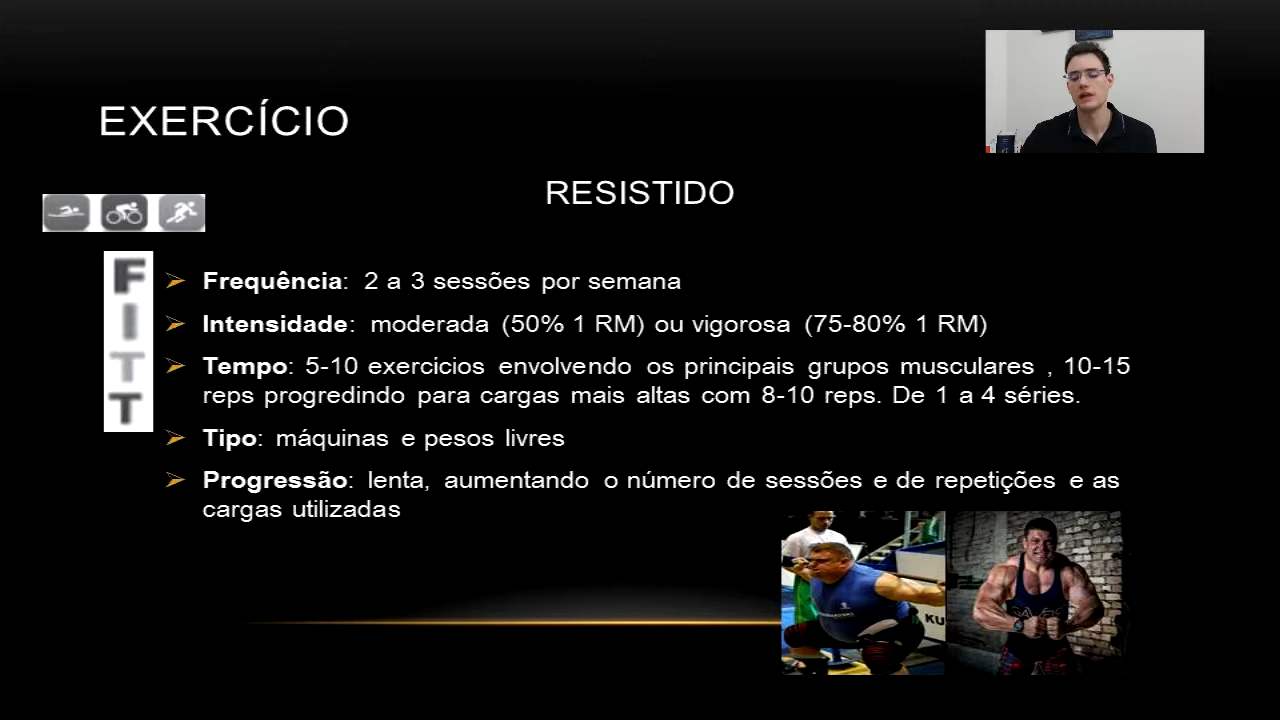 EXERCÍCIO
RESISTIDO
F
I
T
T
Frequência: 2 a 3 sessões por semana
Intensidade: moderada (50% 1 RM) ou vigorosa (75-80% 1 RM)
Tempo: 5-10 exercícios envolvendo os principais grupos musculares , 10-15
reps progredindo para cargas mais altas com 8-10 reps. De 1 a 4 séries.
Tipo: máquinas e pesos livres
Progressão: lenta, aumentando o número de sessões e de repetições e as
cargas utilizadas
KU